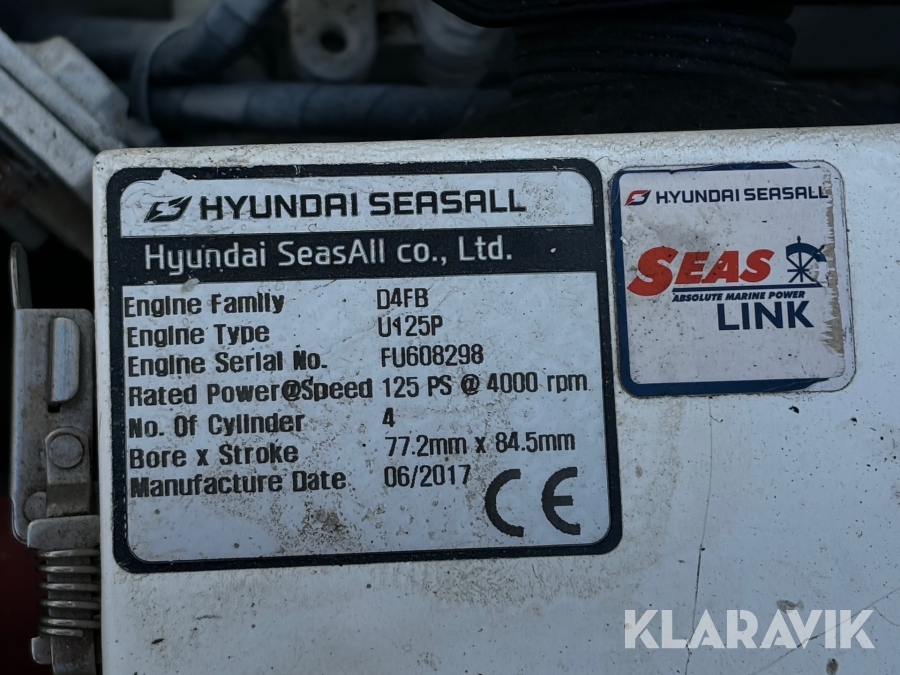 HYUNDAI SEASALL
Hyundai SeasAll co., Ltd.
Engine Family D4FB
Engine Type U125P
Engine Serial No. FU608298
Rated Power@Speed 125 PS @ 4000 rpm
No. Of Cylinder 4
Bore x Stroke 77.2mm x 84.5mm
Manufacture Date 06/2017
CE
HYUNDAI SEASALL
SEAS
ABSOLUTE MARINE POWER
LINK
KLARAVIK